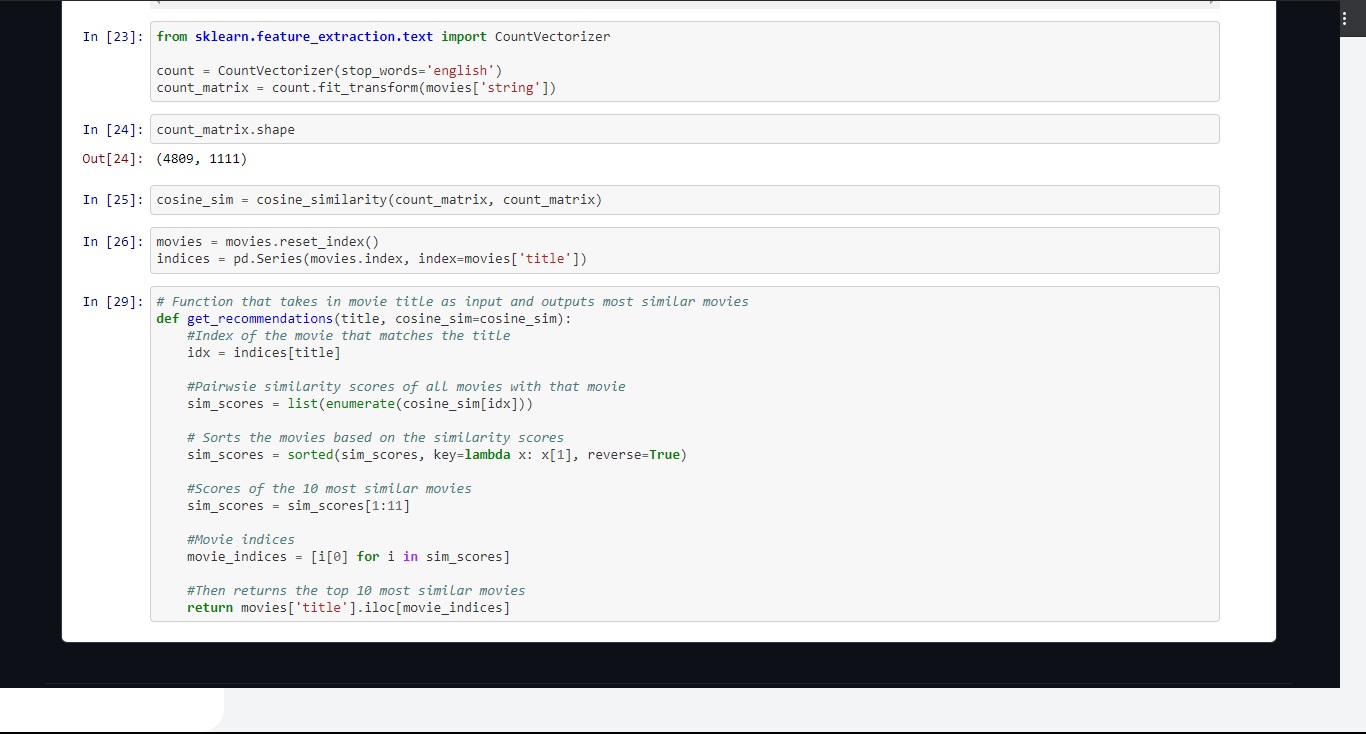 In [23]: from sklearn.feature_extraction.text import CountVectorizer
count = CountVectorizer(stop_words='english')
count_matrix = count.fit_transform(movies['string'])
In [24]: count_matrix.shape
Out[24]: (4809, 1111)
In [25]: cosine_sim = cosine_similarity(count_matrix, count_matrix)
In [26]: movies = movies.reset_index()
indices = pd.Series(movies.index, index=movies['title'])
In [29]: # Function that takes in movie title as input and outputs most similar movies
def get_recommendations(title, cosine_sim=cosine_sim):
#Index of the movie that matches the title
idx = indices[title]
#Pairwsie similarity scores of all movies with that movie
sim_scores = list(enumerate(cosine_sim[idx]))
# Sorts the movies based on the similarity scores
sim_scores = sorted(sim_scores, key=lambda x: x[1], reverse=True)
#Scores of the 10 most similar movies
sim_scores = sim_scores[1:11]
#Movie indices
movie_indices = [i[0] for i in sim_scores]
#Then returns the top 10 most similar movies
return movies['title'].iloc[movie_indices]